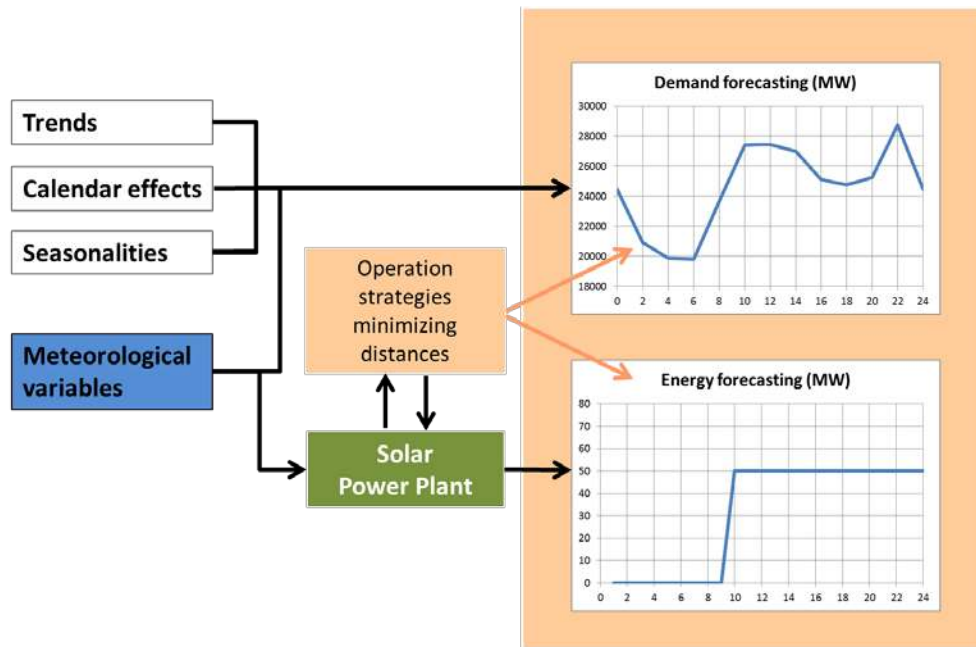 Trends
Calendar effects
Seasonalities
Meteorological
variables
Operation
strategies
minimizing
distances
Solar
Power Plant
Demand forecasting (MW)
30000
28000
26000
24000
22000
20000
18000
0 2 4 6 8 10 12 14 16 18 20 22 24
Energy forecasting (MW)
80
70
60
50
40
30
20
10
0
0 2 4 6 8 10 12 14 16 18 20 22 24